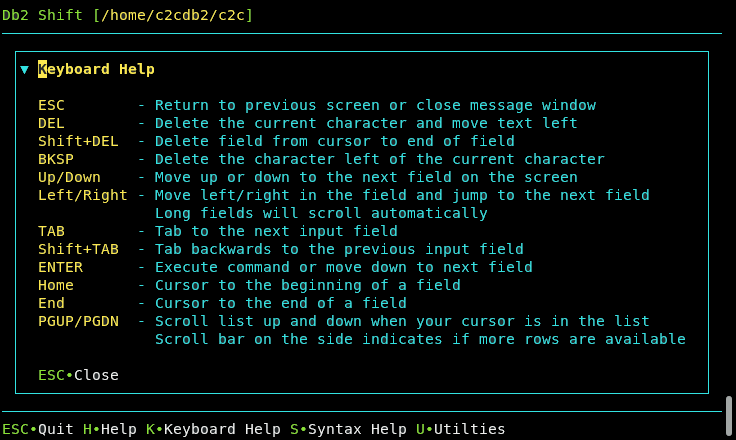 Db2 Shift [/home/c2cdb2/c2c]
▼ Keyboard Help
ESC - Return to previous screen or close message window
DEL - Delete the current character and move text left
Shift+DEL - Delete field from cursor to end of field
BKSP - Delete the character left of the current character
Up/Down - Move up or down to the next field on the screen
Left/Right - Move left/right in the field and jump to the next field
Long fields will scroll automatically
TAB - Tab to the next input field
Shift+TAB - Tab backwards to the previous input field
ENTER - Execute command or move down to next field
Home - Cursor to the beginning of a field
End - Cursor to the end of a field
PGUP/PGDN - Scroll list up and down when your cursor is in the list
Scroll bar on the side indicates if more rows are available
ESC•Close
ESC•Quit H•Help K•Keyboard Help S•Syntax Help U•Utilties